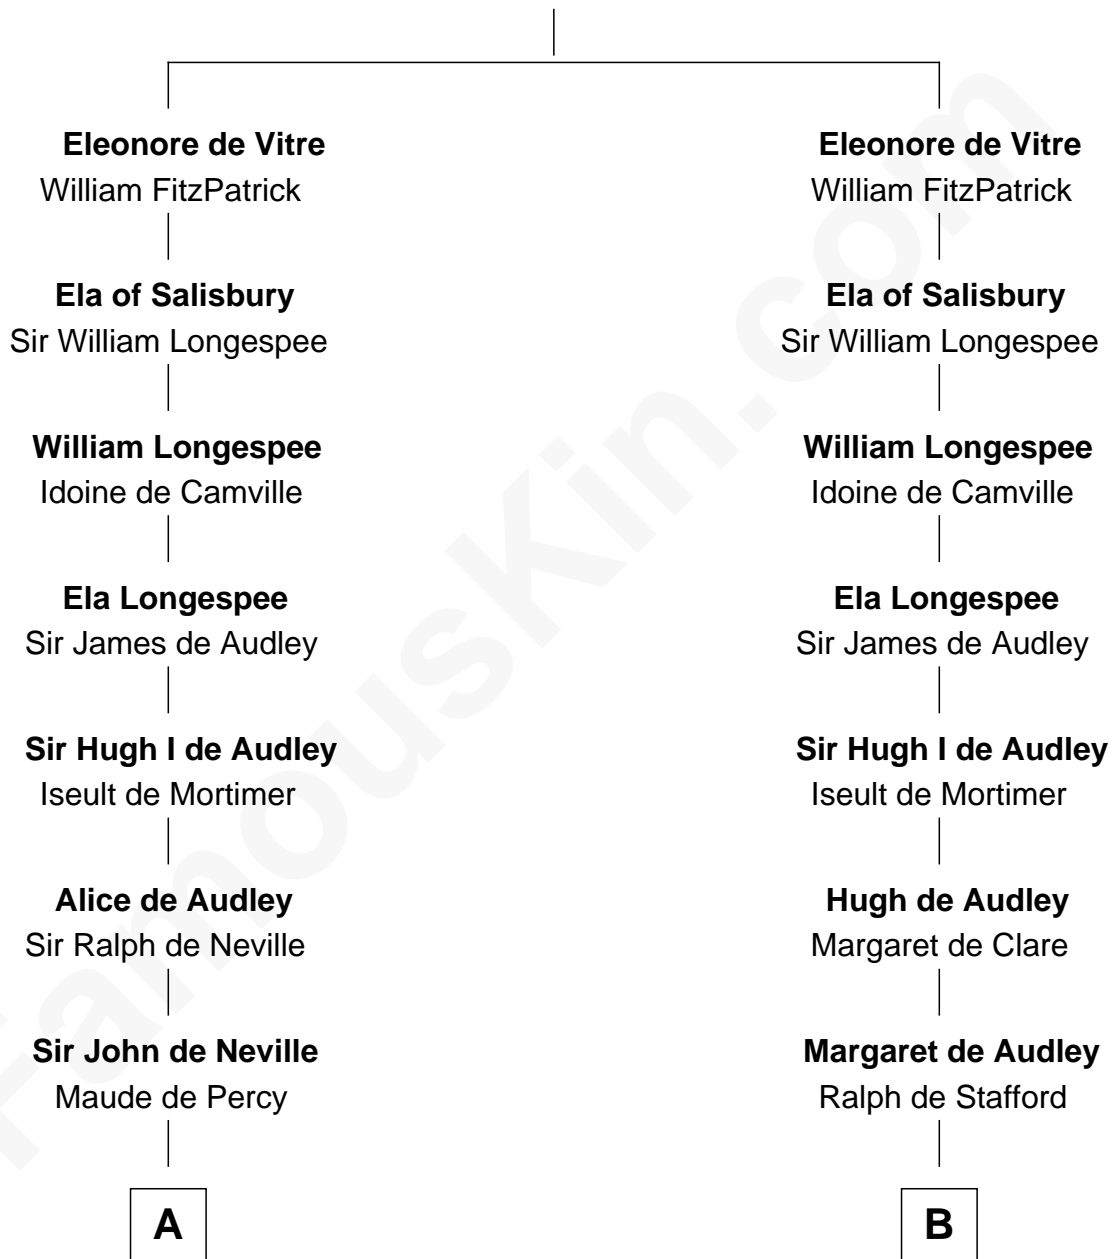 Eleonore de Vitre
William FitzPatrick
Ela of Salisbury
Sir William Longespee
William Longespee
Idoine de Camville
Ela Longespee
Sir James de Audley
Sir Hugh I de Audley
Iseult de Mortimer
Alice de Audley
Sir Ralph de Neville
Sir John de Neville
Maude de Percy
A
Eleonore de Vitre
William FitzPatrick
Ela of Salisbury
Sir William Longespee
William Longespee
Idoine de Camville
Ela Longespee
Sir James de Audley
Sir Hugh I de Audley
Iseult de Mortimer
Hugh de Audley
Margaret de Clare
Margaret de Audley
Ralph de Stafford
B
FamousKin.com